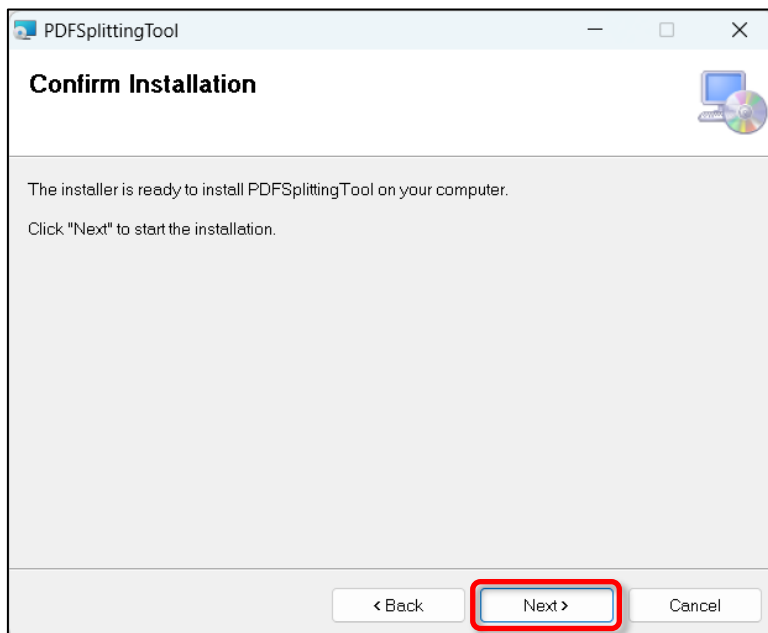 PDFSplittingTool
Confirm Installation
The installer is ready to install PDFSplittingTool on your computer.
Click "Next" to start the installation.
< Back
Next >
Cancel